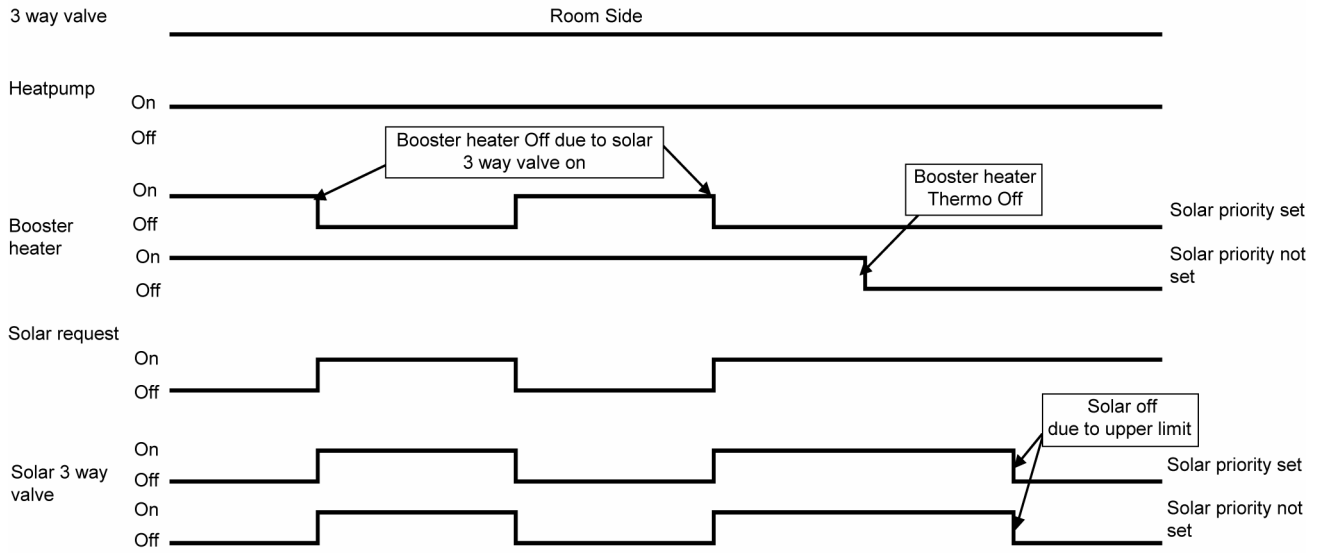 3 way valve
Room Side
Heatpump
On
Off
Booster heater Off due to solar
3 way valve on
Booster heater
Thermo Off
Booster
heater
On
Off
Solar priority set
On
Off
Solar priority not
set
Solar request
On
Off
Solar off
due to upper limit
Solar 3 way
valve
On
Off
Solar priority set
On
Off
Solar priority not
set